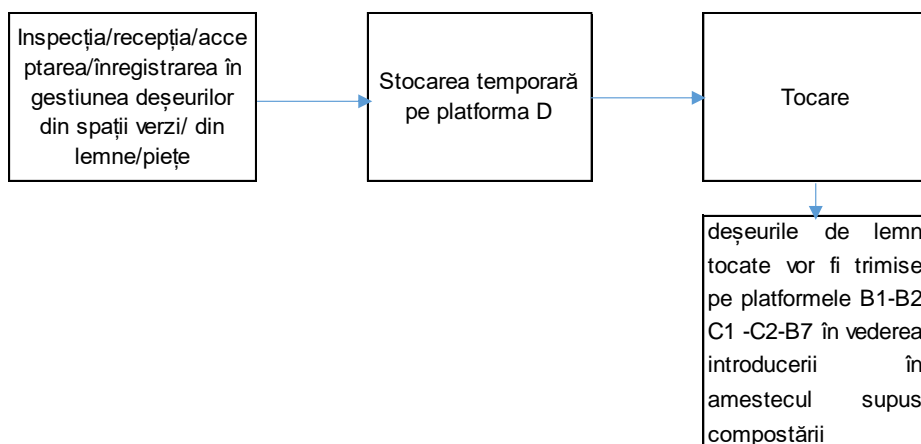 Inspecția/recepția/acce
ptarea/înregistrarea în
gestiunea deșeurilor
din spații verzi/ din
lemne/piețe
Stocarea temporară
pe platforma D
Tocare
deșeurile de lemn
tocate vor fi trimise
pe platformele B1-B2
C1 -C2-B7 în vederea
introducerii în
amestecul supus
compostării